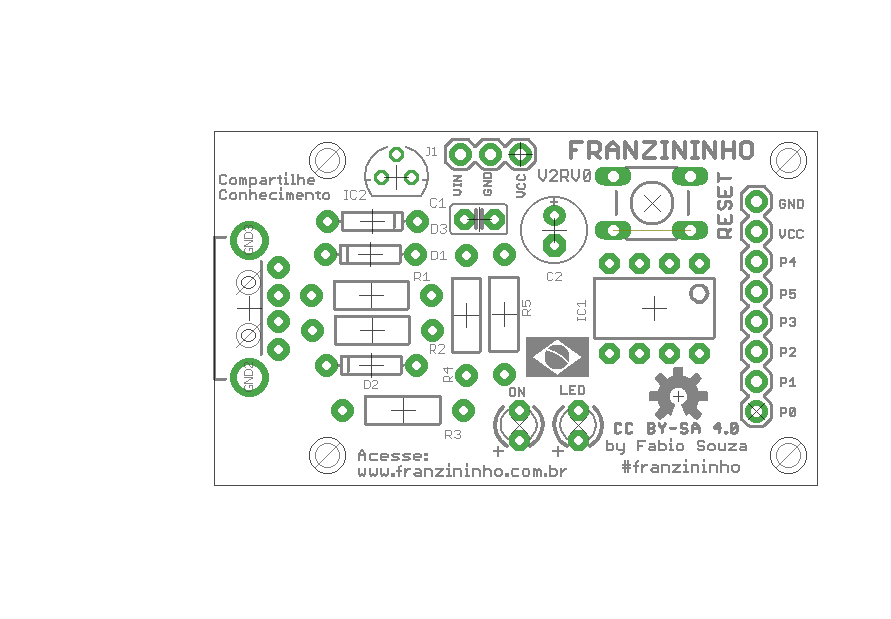 FRANZININHO
J1
VIN
GND
VCC
V2RV0
RESET
Compartilhe
Conhecimento
IC2
C1
D3
D1
C2
GND
VCC
P4
P5
P3
P2
P1
P0
GND3
GND2
R1
R2
R5
R4
IC1
D2
R3
ON
LED
+
+
CC BY-SA 4.0
by Fabio Souza
#franzininho
Acesse:
www.franzininho.com.br